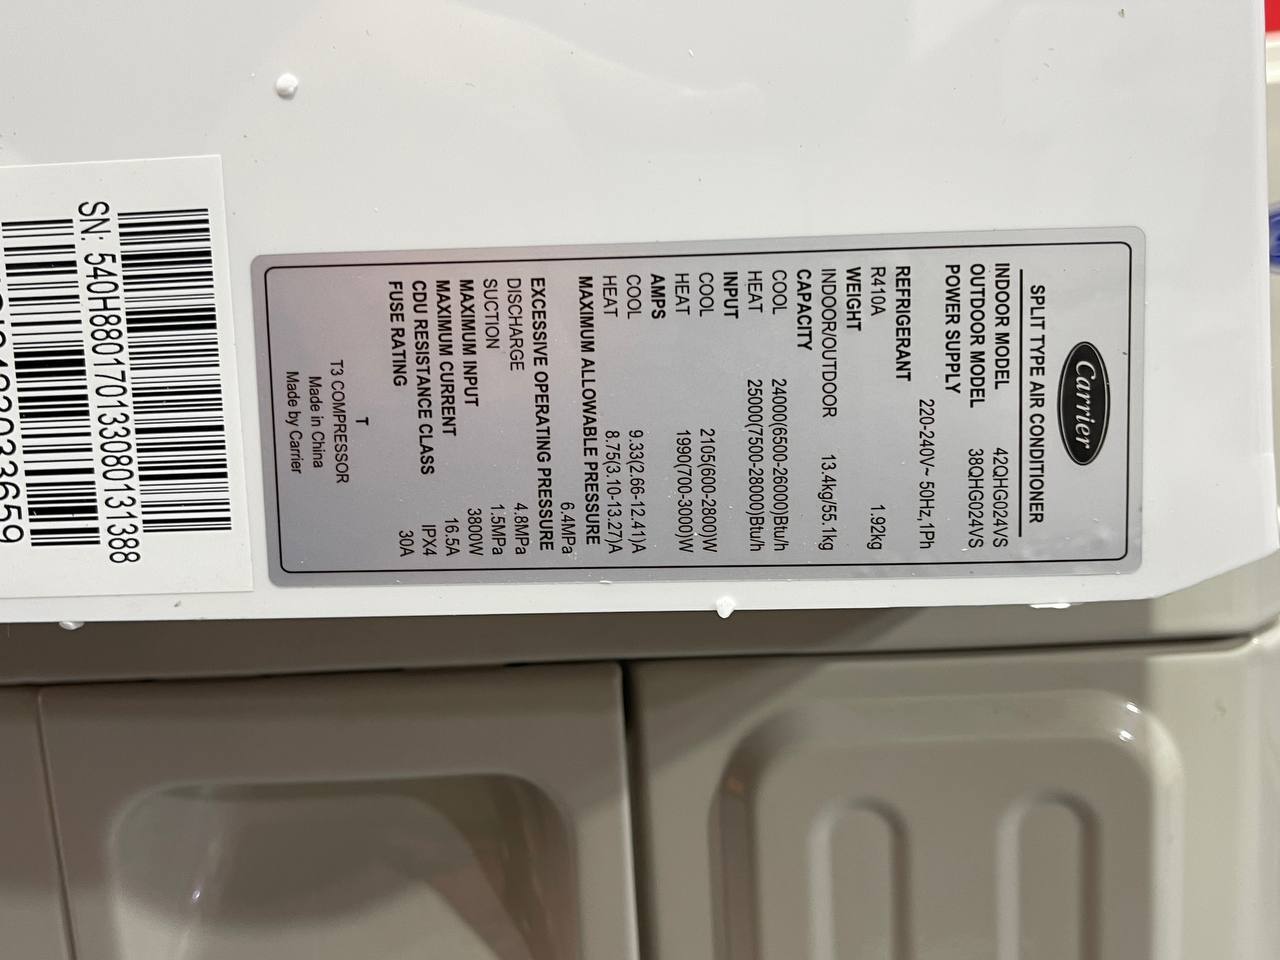 Carrier
SPLIT TYPE AIR CONDITIONER
INDOOR MODEL 42QHG024VS
OUTDOOR MODEL 38QHG024VS
POWER SUPPLY
220-240V~ 50Hz,1Ph
REFRIGERANT
R410A 1.92kg
WEIGHT
INDOOR/OUTDOOR 13.4kg/55.1kg
CAPACITY
COOL 24000(6500-26000)Btu/h
HEAT 25000(7500-28000)Btu/h
INPUT
COOL 2105(600-2800)W
HEAT 1990(700-3000)W
AMPS
COOL 9.33(2.66-12.41)A
HEAT 8.75(3.10-13.27)A
MAXIMUM ALLOWABLE PRESSURE
6.4MPa
EXCESSIVE OPERATING PRESSURE
DISCHARGE 4.8MPa
SUCTION 1.5MPa
MAXIMUM INPUT 3800W
MAXIMUM CURRENT 16.5A
CDU RESISTANCE CLASS IPX4
FUSE RATING 30A
T
T3 COMPRESSOR
Made in China
Made by Carrier
SN: 540H880170133080131388